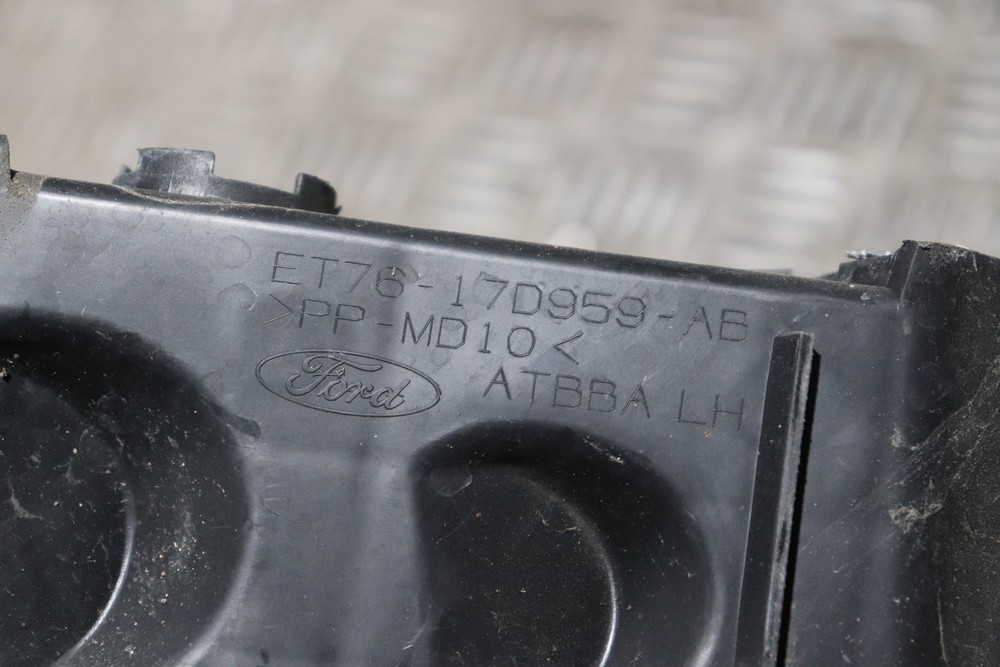 ET76-17D959-AB
>PP-MD10<
Ford
ATBBA LH